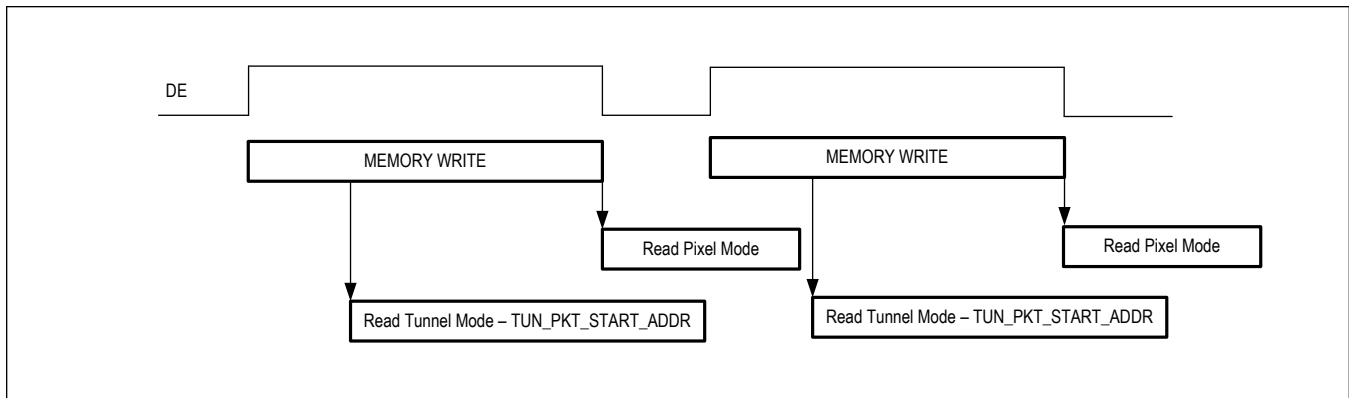 DE
MEMORY WRITE
MEMORY WRITE
Read Pixel Mode
Read Pixel Mode
Read Tunnel Mode – TUN_PKT_START_ADDR
Read Tunnel Mode – TUN_PKT_START_ADDR